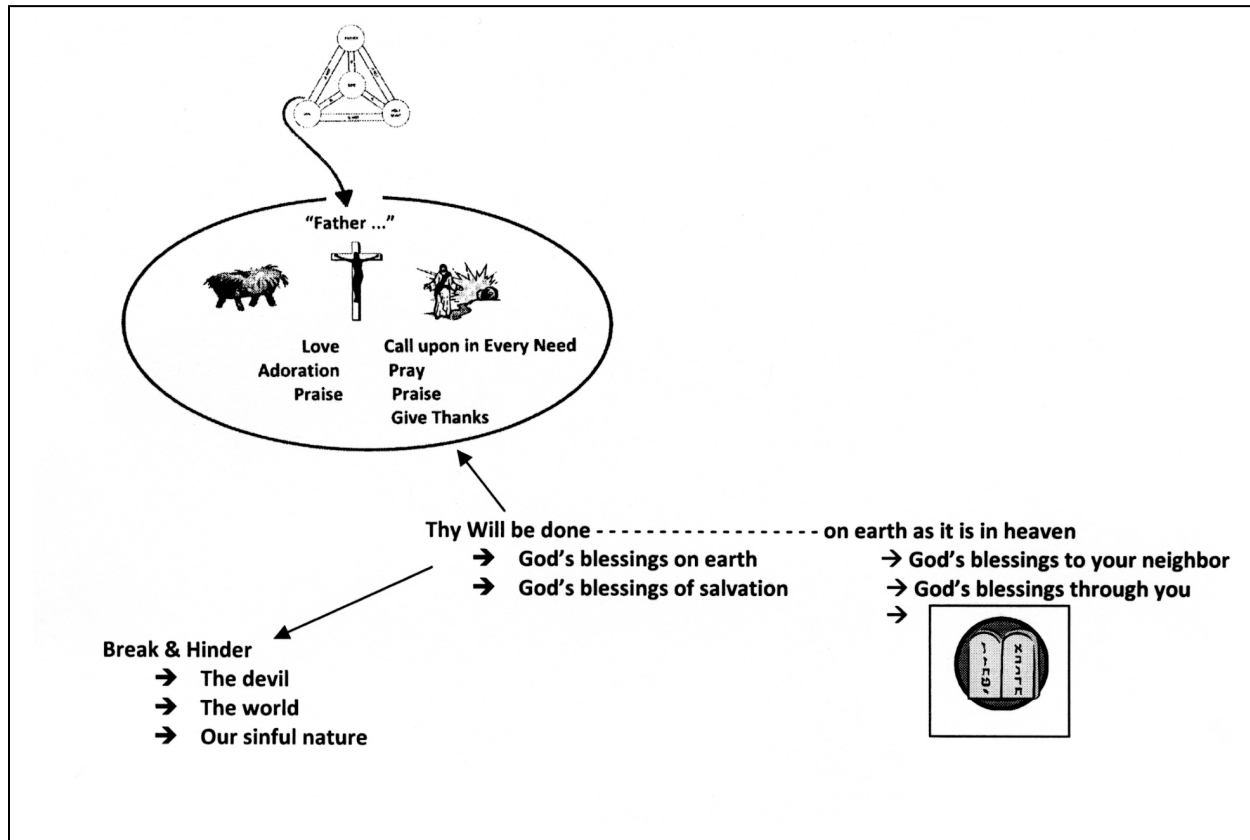 FATHER
"Father ..."
Love Call upon in Every Need
Adoration Pray
Praise Praise
Give Thanks
Thy Will be done - - - - - - - - - - - - - - - - - - - - on earth as it is in heaven
➔ God's blessings on earth → God's blessings to your neighbor
➔ God's blessings of salvation → God's blessings through you
→
Break & Hinder
➔ The devil
➔ The world
➔ Our sinful nature